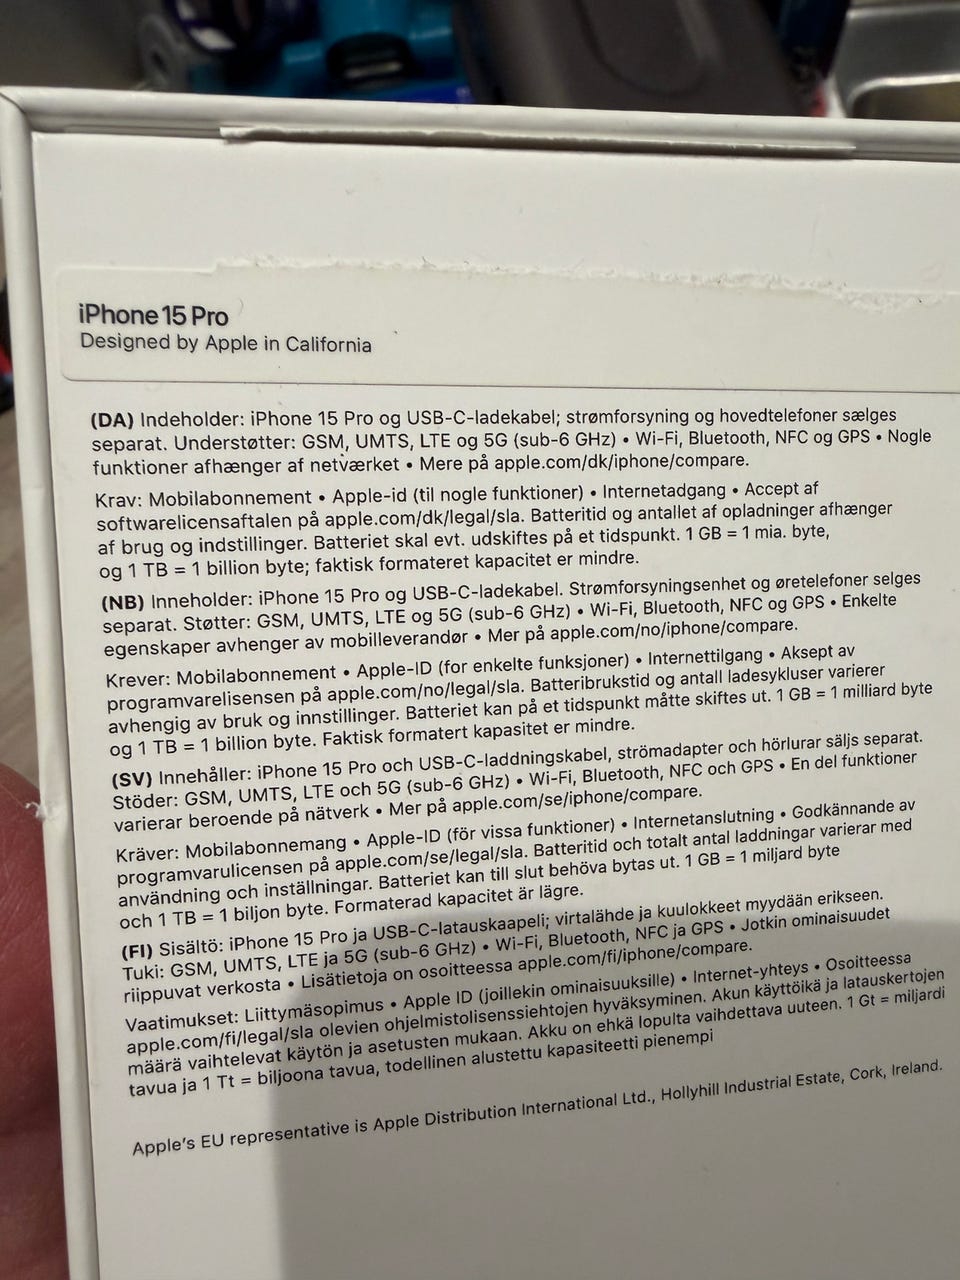 iPhone 15 Pro
Designed by Apple in California
(DA) Indeholder: iPhone 15 Pro og USB-C-ladekabel; strømforsyning og hovedtelefoner sælges
separat. Understøtter: GSM, UMTS, LTE og 5G (sub-6 GHz) • Wi-Fi, Bluetooth, NFC og GPS • Nogle
funktioner afhænger af netværket • Mere på apple.com/dk/iphone/compare.
Krav: Mobilabonnement • Apple-id (til nogle funktioner) • Internetadgang • Accept af
softwarelicensaftalen på apple.com/dk/legal/sla. Batteritid og antallet af opladninger afhænger
af brug og indstillinger. Batteriet skal evt. udskiftes på et tidspunkt. 1 GB = 1 mia. byte,
og 1 TB = 1 billion byte; faktisk formateret kapacitet er mindre.
(NB) Inneholder: iPhone 15 Pro og USB-C-ladekabel. Strømforsyningsenhet og øretelefoner selges
separat. Støtter: GSM, UMTS, LTE og 5G (sub-6 GHz) • Wi-Fi, Bluetooth, NFC og GPS • Enkelte
egenskaper avhenger av mobilleverandør • Mer på apple.com/no/iphone/compare.
Krever: Mobilabonnement • Apple-ID (for enkelte funksjoner) • Internettilgang • Aksept av
programvarelisensen på apple.com/no/legal/sla. Batteribrukstid og antall ladesykluser varierer
avhengig av bruk og innstillinger. Batteriet kan på et tidspunkt måtte skiftes ut. 1 GB = 1 milliard byte
og 1 TB = 1 billion byte. Faktisk formatert kapasitet er mindre.
(SV) Innehåller: iPhone 15 Pro och USB-C-laddningskabel, strömadapter och hörlurar säljs separat.
Stöder: GSM, UMTS, LTE och 5G (sub-6 GHz) • Wi-Fi, Bluetooth, NFC och GPS • En del funktioner
varierar beroende på nätverk • Mer på apple.com/se/iphone/compare.
Kräver: Mobilabonnemang • Apple-ID (för vissa funktioner) • Internetanslutning • Godkännande av
programvarulicensen på apple.com/se/legal/sla. Batteritid och totalt antal laddningar varierar med
användning och inställningar. Batteriet kan till slut behöva bytas ut. 1 GB = 1 miljard byte
och 1 TB = 1 biljon byte. Formaterad kapacitet är lägre.
(FI) Sisältö: iPhone 15 Pro ja USB-C-latauskaapeli; virtalähde ja kuulokkeet myydään erikseen.
Tuki: GSM, UMTS, LTE ja 5G (sub-6 GHz) • Wi-Fi, Bluetooth, NFC ja GPS • Jotkin ominaisuudet
riippuvat verkosta • Lisätietoja on osoitteessa apple.com/fi/iphone/compare.
Vaatimukset: Liittymäsopimus • Apple ID (joillekin ominaisuuksille) • Internet-yhteys • Osoitteessa
apple.com/fi/legal/sla olevien ohjelmistolisenssiehtojen hyväksyminen. Akun käyttöikä ja latauskertojen
määrä vaihtelevat käytön ja asetusten mukaan. Akku on ehkä lopulta vaihdettava uuteen. 1 Gt = miljardi
tavua ja 1 Tt = biljoona tavua, todellinen alustettu kapasiteetti pienempi
Apple's EU representative is Apple Distribution International Ltd., Hollyhill Industrial Estate, Cork, Ireland.